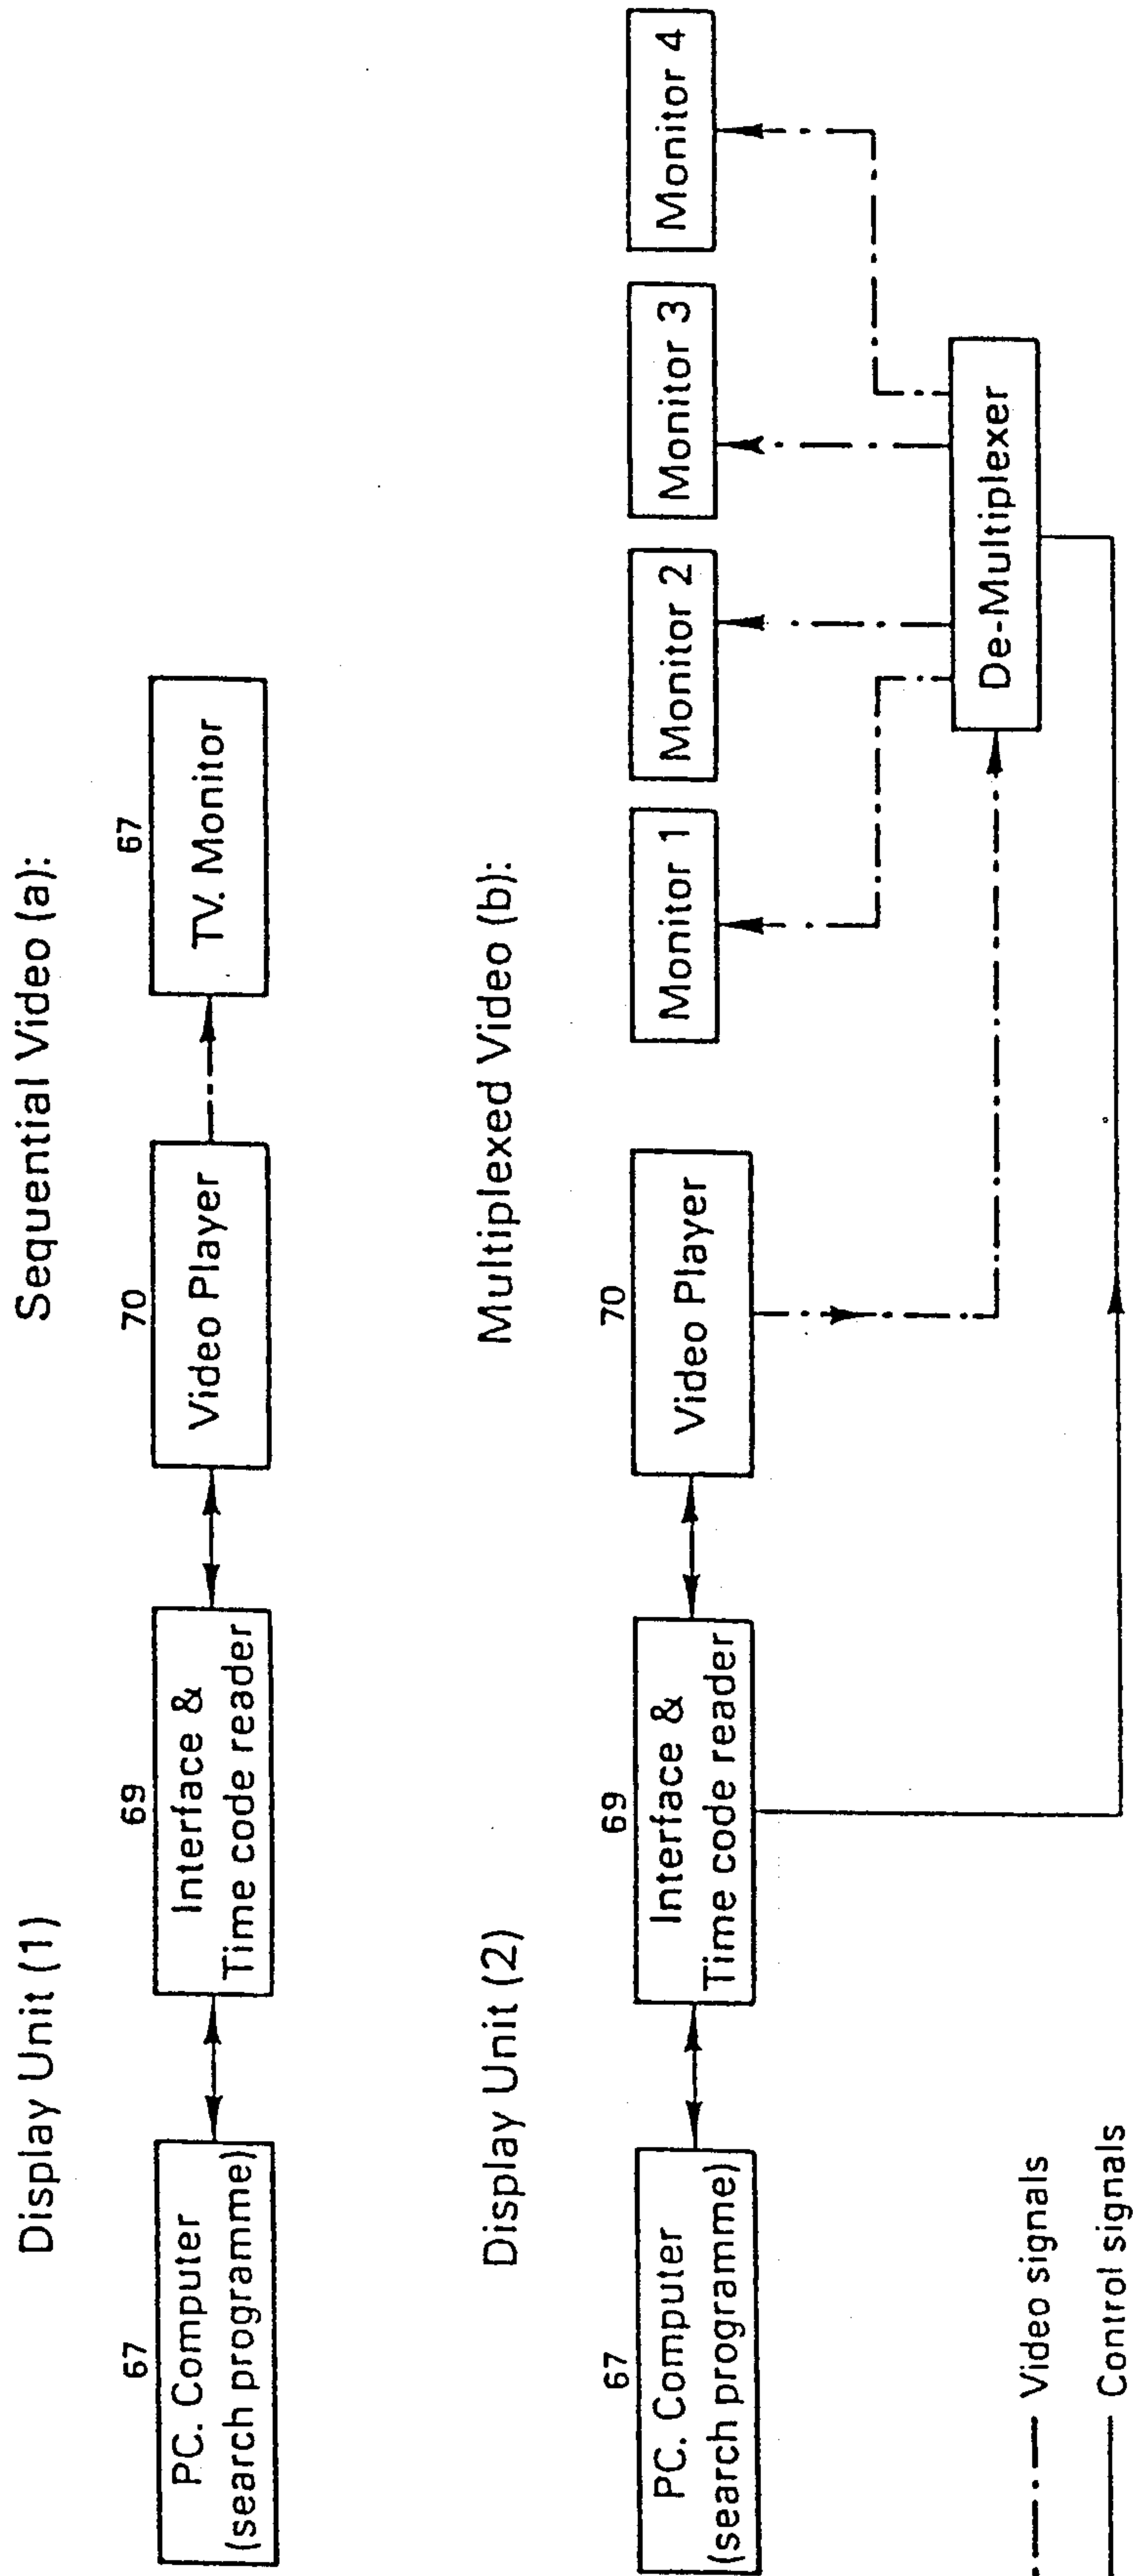 Display Unit (1)
Sequential Video (a):
67
PC. Computer
(search programme)
69
Interface &
Time code reader
70
Video Player
67
TV. Monitor
Display Unit (2)
Multiplexed Video (b):
67
PC. Computer
(search programme)
69
Interface &
Time code reader
70
Video Player
Monitor 1
Monitor 2
Monitor 3
Monitor 4
De-Multiplexer
Video signals
Control signals